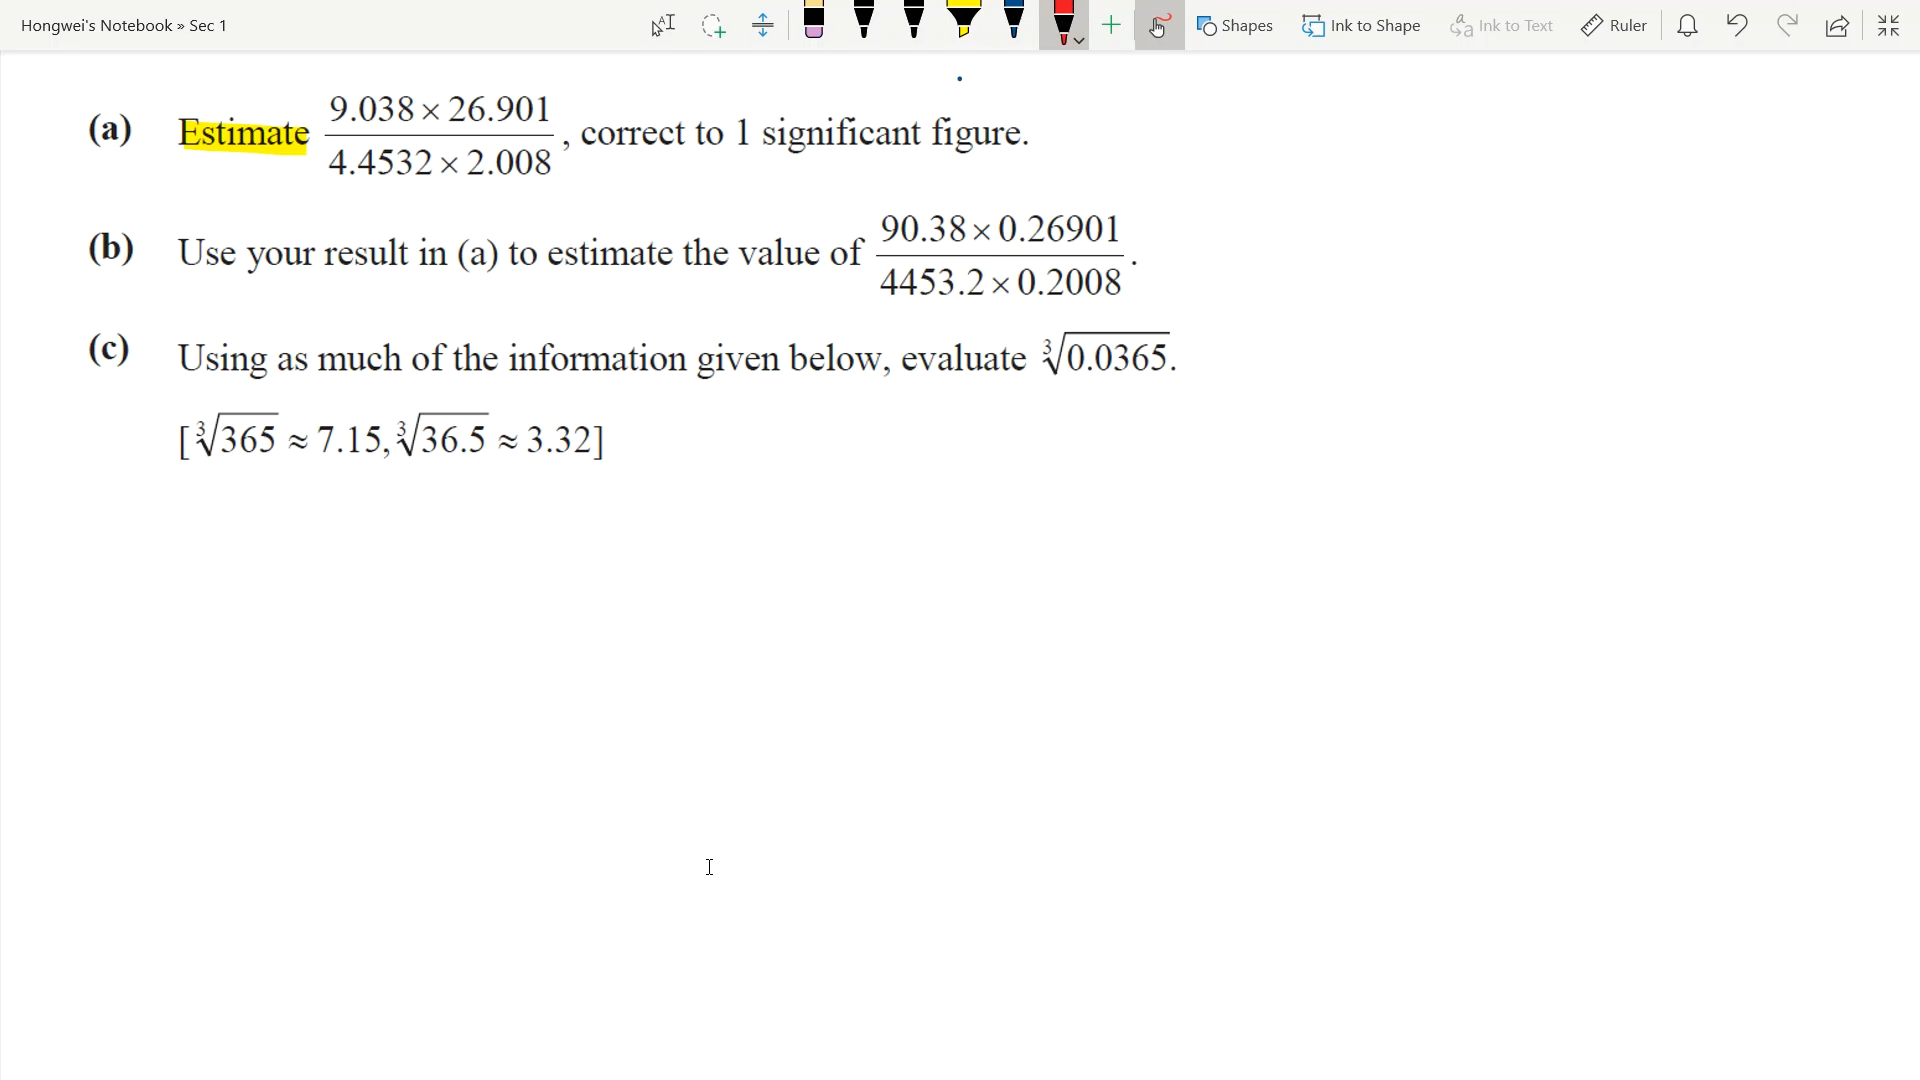 Hongwei's Notebook » Sec 1
Shapes Ink to Shape Ink to Text Ruler
(a) Estimate \frac{9.038 × 26.901}{4.4532 × 2.008}, correct to 1 significant figure.
(b) Use your result in (a) to estimate the value of \frac{90.38 × 0.26901}{4453.2 × 0.2008}.
(c) Using as much of the information given below, evaluate ∛0.0365.
[∛365 ≈ 7.15, ∛36.5 ≈ 3.32]